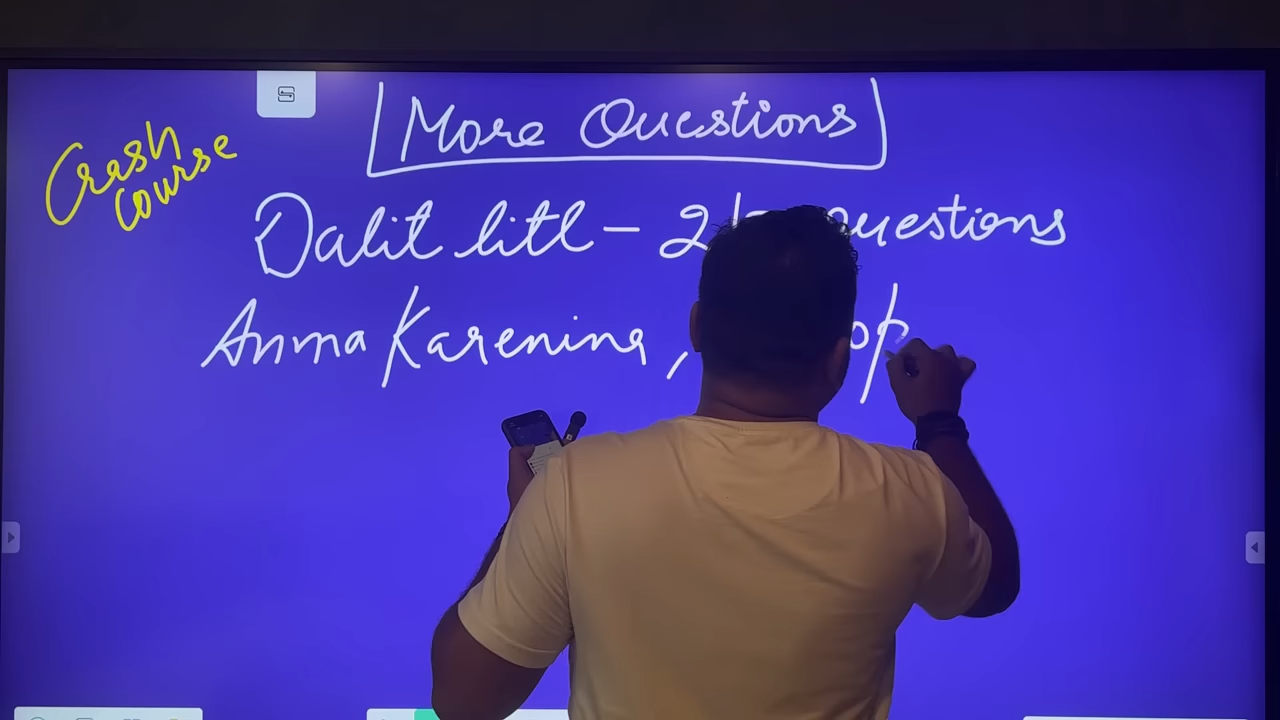 More Questions
Crash
course
Dalit litt – 2 Questions
Anna Karenina,